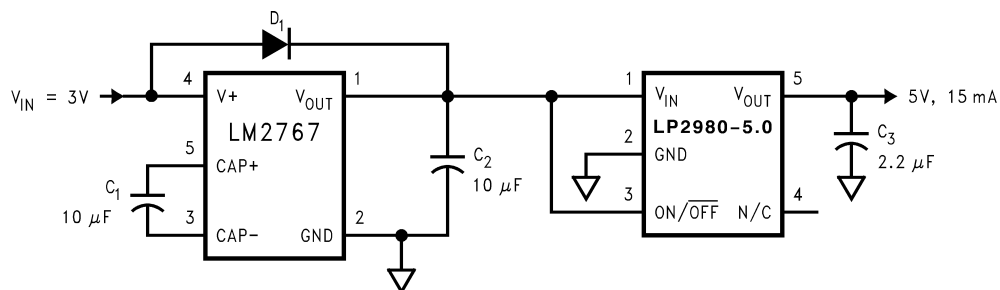 D1
VIN = 3V
4
V+
VOUT
1
LM2767
5
CAP+
C1
10 µF
3
CAP−
GND
2
C2
10 µF
1
VIN
VOUT
5
LP2980-5.0
2
GND
3
ON/OFF
N/C
4
5V, 15 mA
C3
2.2 µF